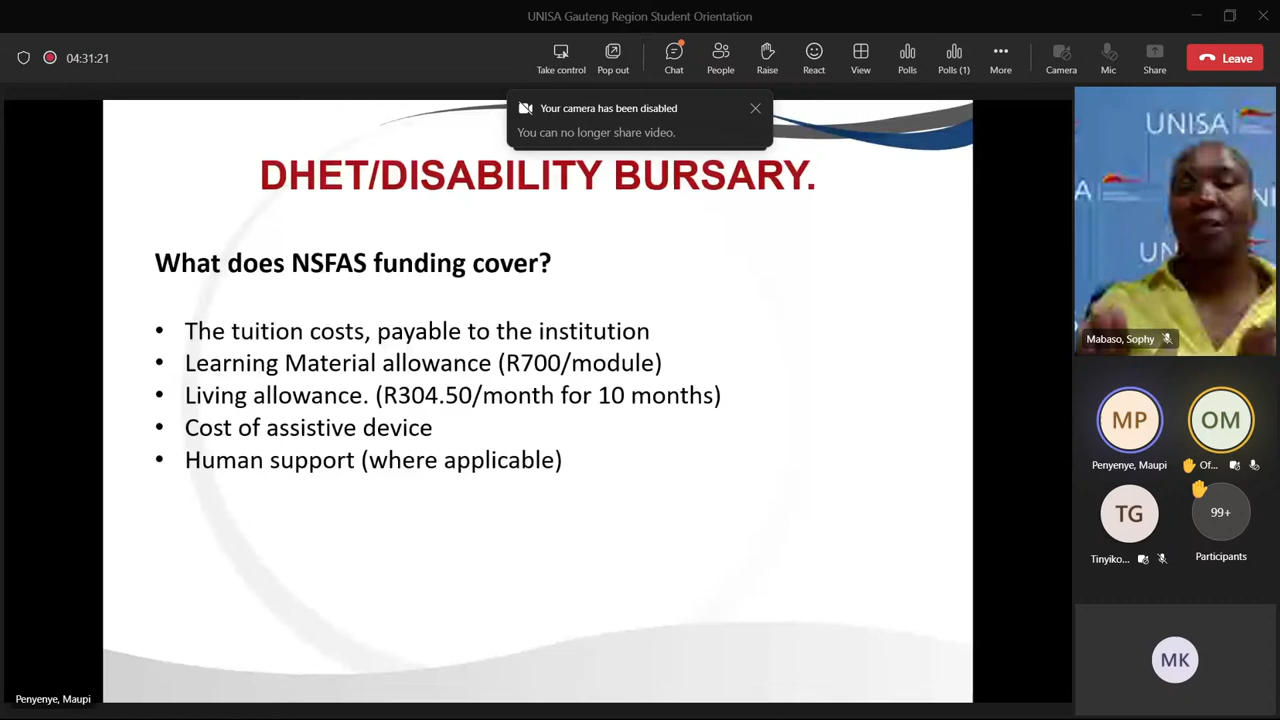 UNISA Gauteng Region Student Orientation
04:31:21
Take control
Pop out
Chat
People
Raise
React
View
Polls
Polls (1)
More
Camera
Mic
Share
Leave
Your camera has been disabled
You can no longer share video.
DHET/DISABILITY BURSARY.
What does NSFAS funding cover?
• The tuition costs, payable to the institution
• Learning Material allowance (R700/module)
• Living allowance. (R304.50/month for 10 months)
• Cost of assistive device
• Human support (where applicable)
Penyenye, Maupi
UNISA
A
UN
NI
Mabaso, Sophy
MP
OM
Penyenye, Maupi
Of...
TG
99+
Tinyiko...
Participants
MK